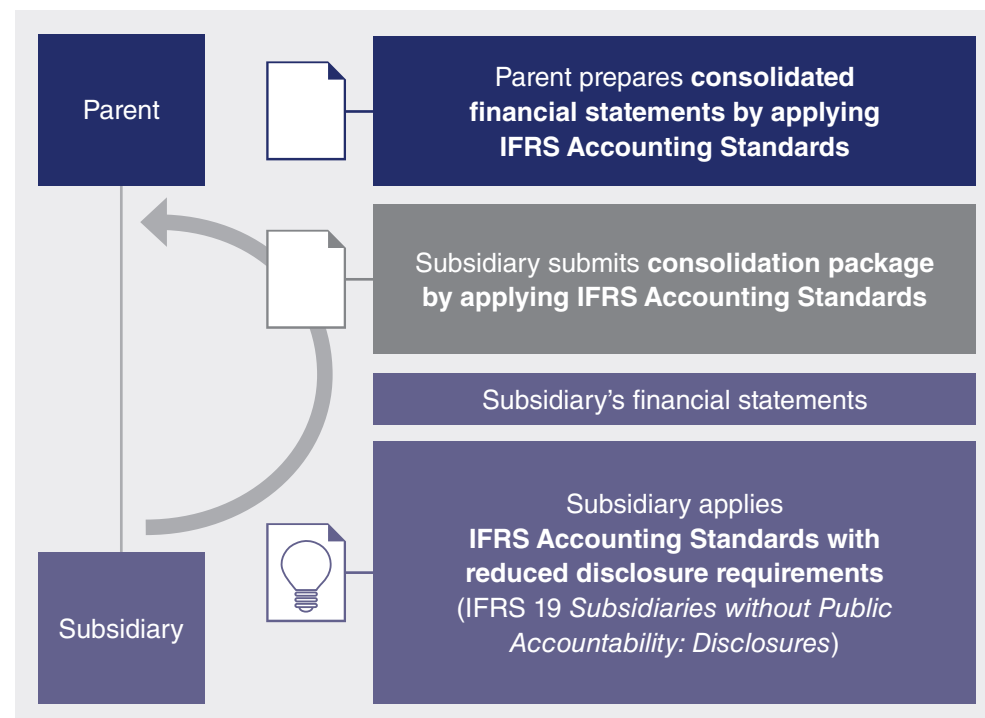 Parent
Parent prepares consolidated
financial statements by applying
IFRS Accounting Standards
Subsidiary submits consolidation package
by applying IFRS Accounting Standards
Subsidiary’s financial statements
Subsidiary applies
IFRS Accounting Standards with
reduced disclosure requirements
(IFRS 19 Subsidiaries without Public
Accountability: Disclosures)
Subsidiary